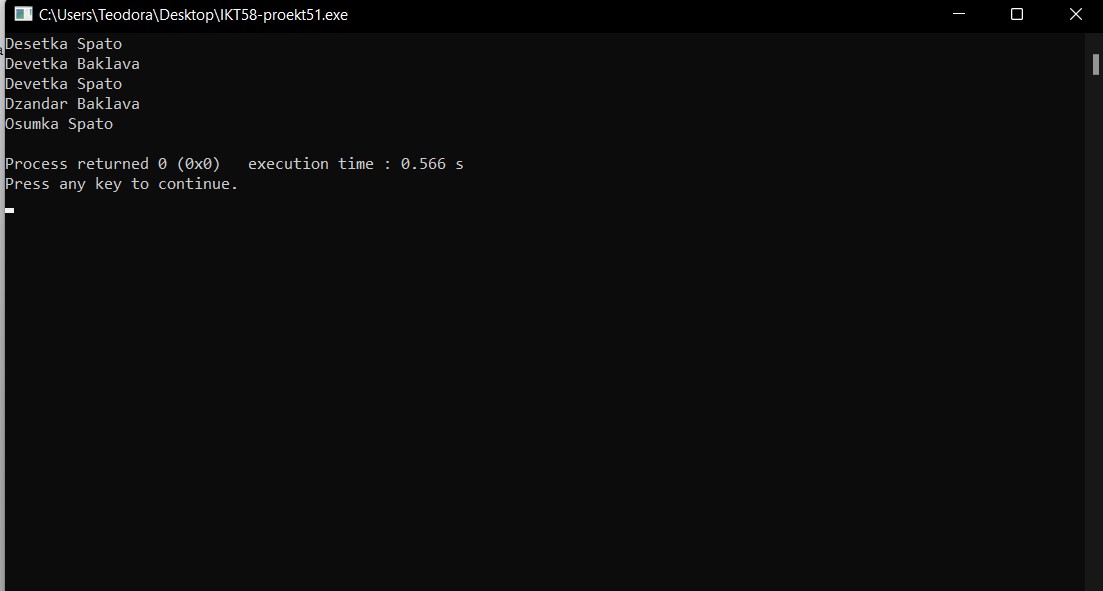 C:\Users\Teodora\Desktop\IKT58-proekt51.exe
Desetka Spato
Devetka Baklava
Devetka Spato
Dzandar Baklava
Osumka Spato
Process returned 0 (0x0)   execution time : 0.566 s
Press any key to continue.